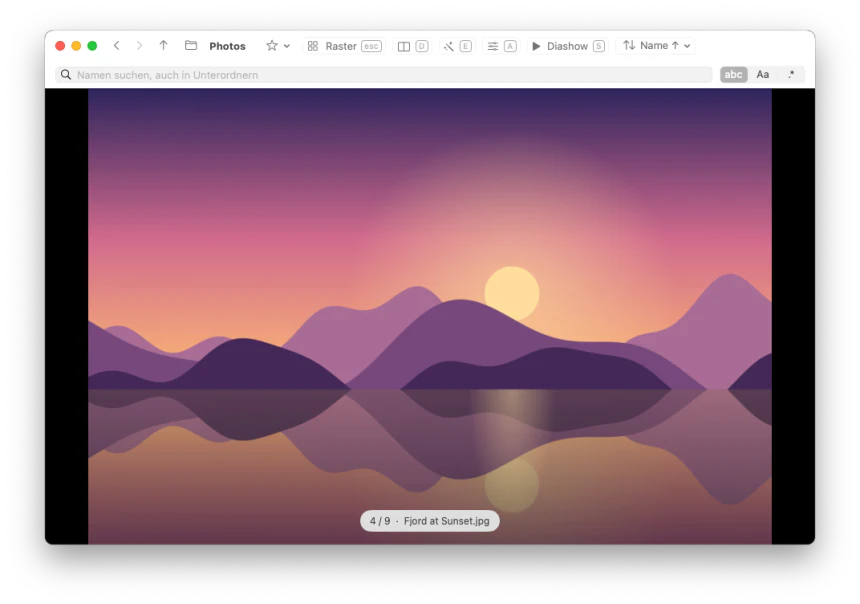 Photos Raster esc D E A Diashow S Name ↑
Namen suchen, auch in Unterordnern abc Aa .*
4 / 9 · Fjord at Sunset.jpg